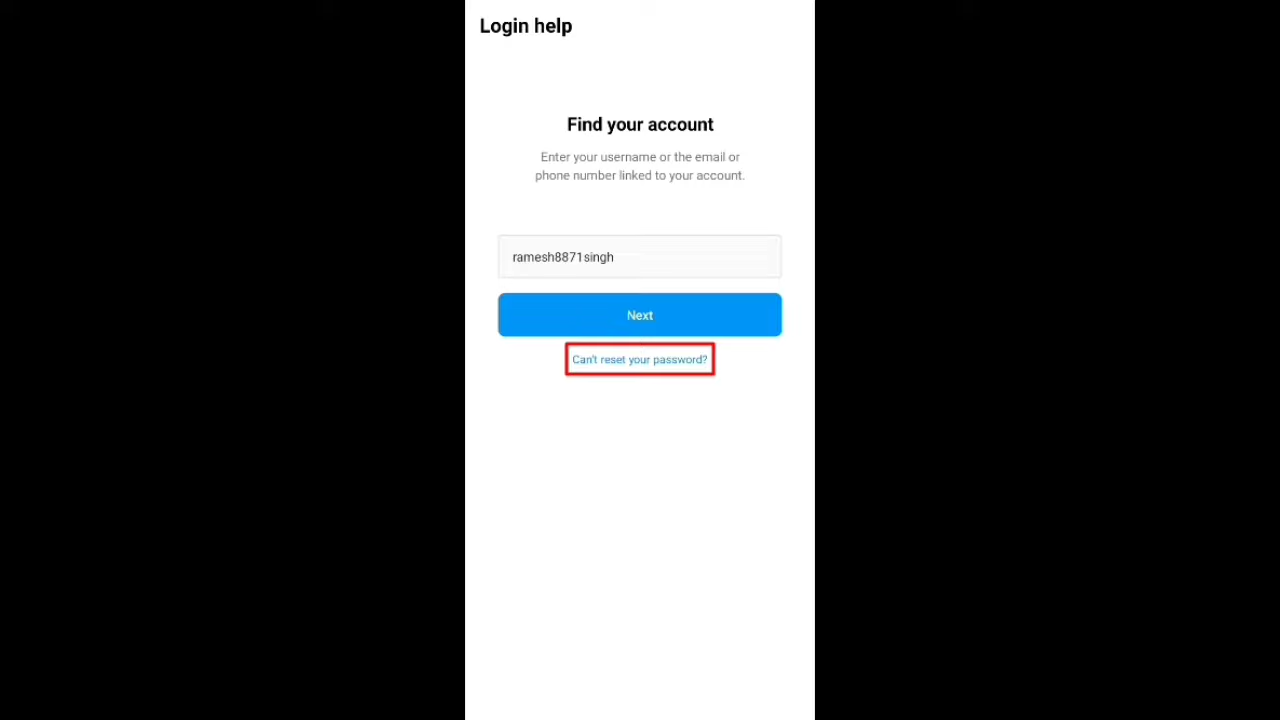 Login help
Find your account
Enter your username or the email or
phone number linked to your account.
ramesh8871singh
Next
Can't reset your password?